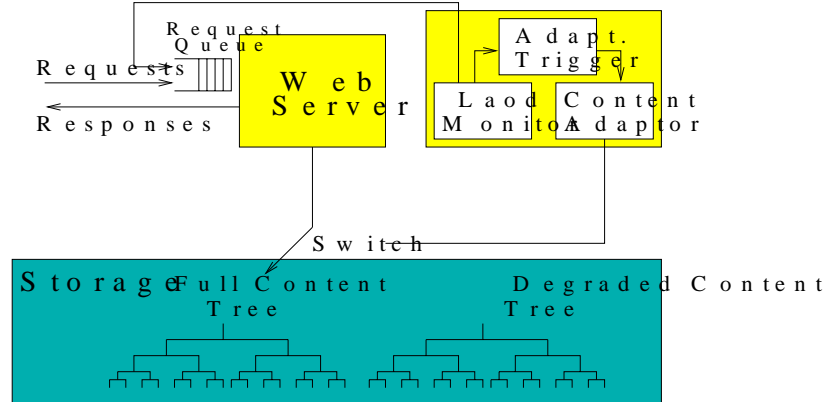 Request
Queue
Requests
Responses
Web
Server
Adapt.
Trigger
Laod
Monitor
Content
Adaptor
Switch
Storage
Full Content
Tree
Degraded Content
Tree